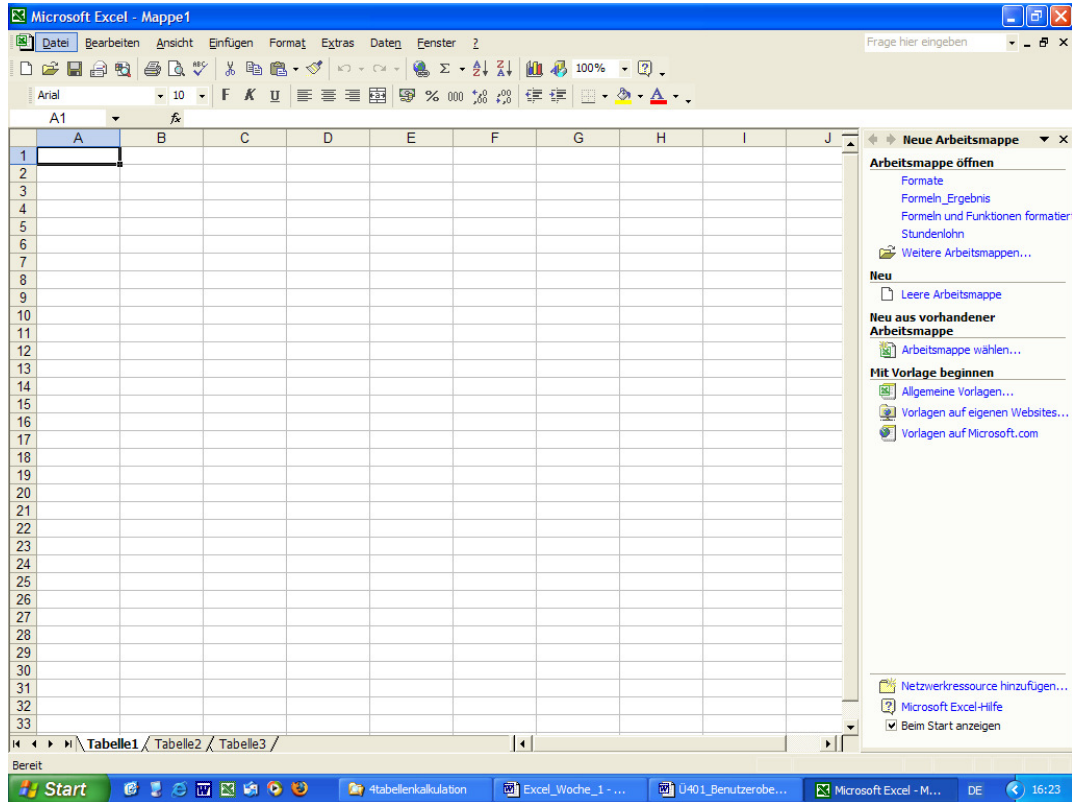 Microsoft Excel - Mappe1
Datei Bearbeiten Ansicht Einfügen Format Extras Daten Fenster ?
Frage hier eingeben
100%
Arial 10 F K U % 000
A1 fx
A B C D E F G H I J
1
2
3
4
5
6
7
8
9
10
11
12
13
14
15
16
17
18
19
20
21
22
23
24
25
26
27
28
29
30
31
32
33
Neue Arbeitsmappe
Arbeitsmappe öffnen
Formate
Formeln_Ergebnis
Formeln und Funktionen formatier
Stundenlohn
Weitere Arbeitsmappen...
Neu
Leere Arbeitsmappe
Neu aus vorhandener
Arbeitsmappe
Arbeitsmappe wählen...
Mit Vorlage beginnen
Allgemeine Vorlagen...
Vorlagen auf eigenen Websites...
Vorlagen auf Microsoft.com
Netzwerkressource hinzufügen...
Microsoft Excel-Hilfe
Beim Start anzeigen
Tabelle1 Tabelle2 Tabelle3
Bereit
Start 4tabellenkalkulation Excel_Woche_1 - ... Ü401_Benutzerobe... Microsoft Excel - M... DE 16:23